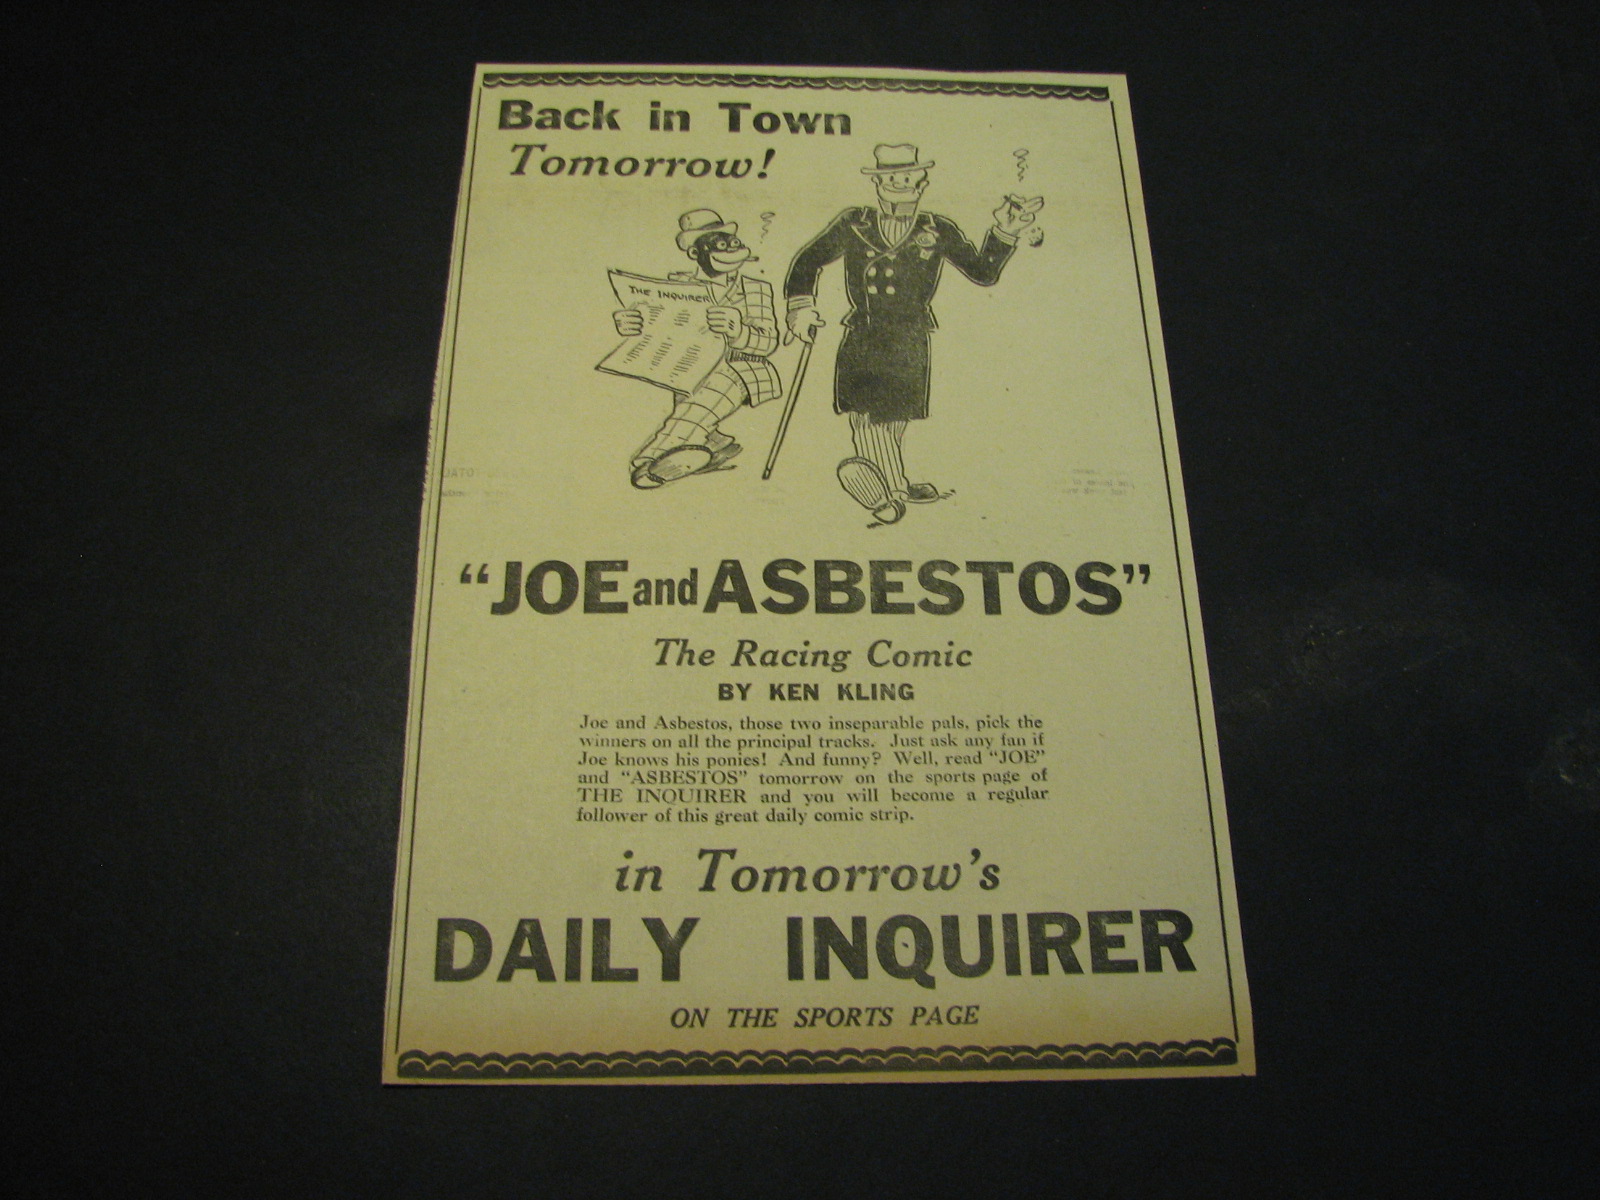 Back in Town
Tomorrow!
THE INQUIRER
"JOE and ASBESTOS"
The Racing Comic
BY KEN KLING
Joe and Asbestos, those two inseparable pals, pick the
winners on all the principal tracks. Just ask any fan if
Joe knows his ponies! And funny? Well, read "JOE"
and "ASBESTOS" tomorrow on the sports page of
THE INQUIRER and you will become a regular
follower of this great daily comic strip.
in Tomorrow's
DAILY INQUIRER
ON THE SPORTS PAGE